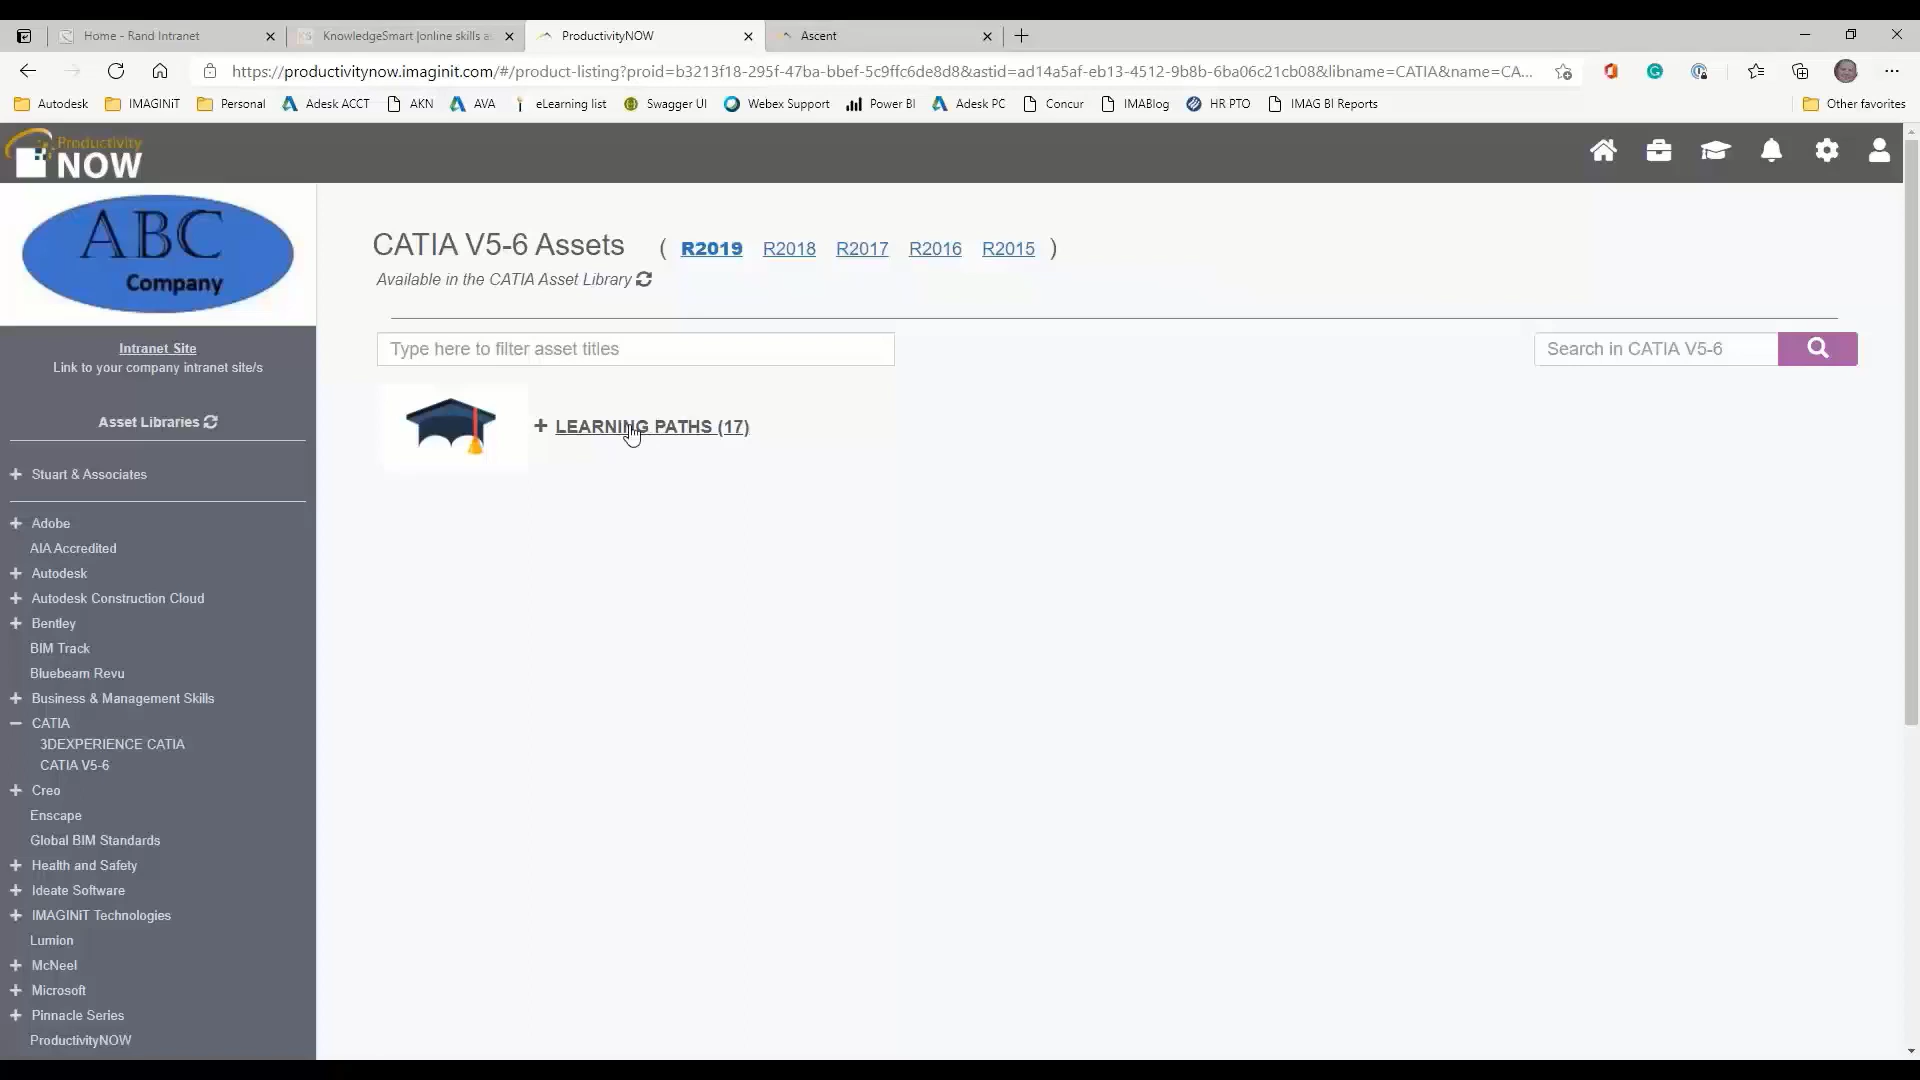 Home - Rand Intranet
KnowledgeSmart |online skills a
ProductivityNOW
Ascent
https://productivitynow.imaginit.com/#/product-listing?proid=b3213f18-295f-47ba-bbef-5c9ffc6de8d8&astid=ad14a5af-eb13-4512-9b8b-6ba06c21cb08&libname=CATIA&name=CA...
Autodesk
IMAGINiT
Personal
Adesk ACCT
AKN
AVA
eLearning list
Swagger UI
Webex Support
Power BI
Adesk PC
Concur
IMABlog
HR PTO
IMAG BI Reports
Other favorites
Productivity
NOW
ABC
Company
Intranet Site
Link to your company intranet site/s
Asset Libraries
+ Stuart & Associates
+ Adobe
AIA Accredited
+ Autodesk
+ Autodesk Construction Cloud
+ Bentley
BIM Track
Bluebeam Revu
+ Business & Management Skills
− CATIA
3DEXPERIENCE CATIA
CATIA V5-6
+ Creo
Enscape
Global BIM Standards
+ Health and Safety
+ Ideate Software
+ IMAGINiT Technologies
Lumion
+ McNeel
+ Microsoft
+ Pinnacle Series
ProductivityNOW
CATIA V5-6 Assets ( R2019 R2018 R2017 R2016 R2015 )
Available in the CATIA Asset Library
Type here to filter asset titles
Search in CATIA V5-6
+ LEARNING PATHS (17)